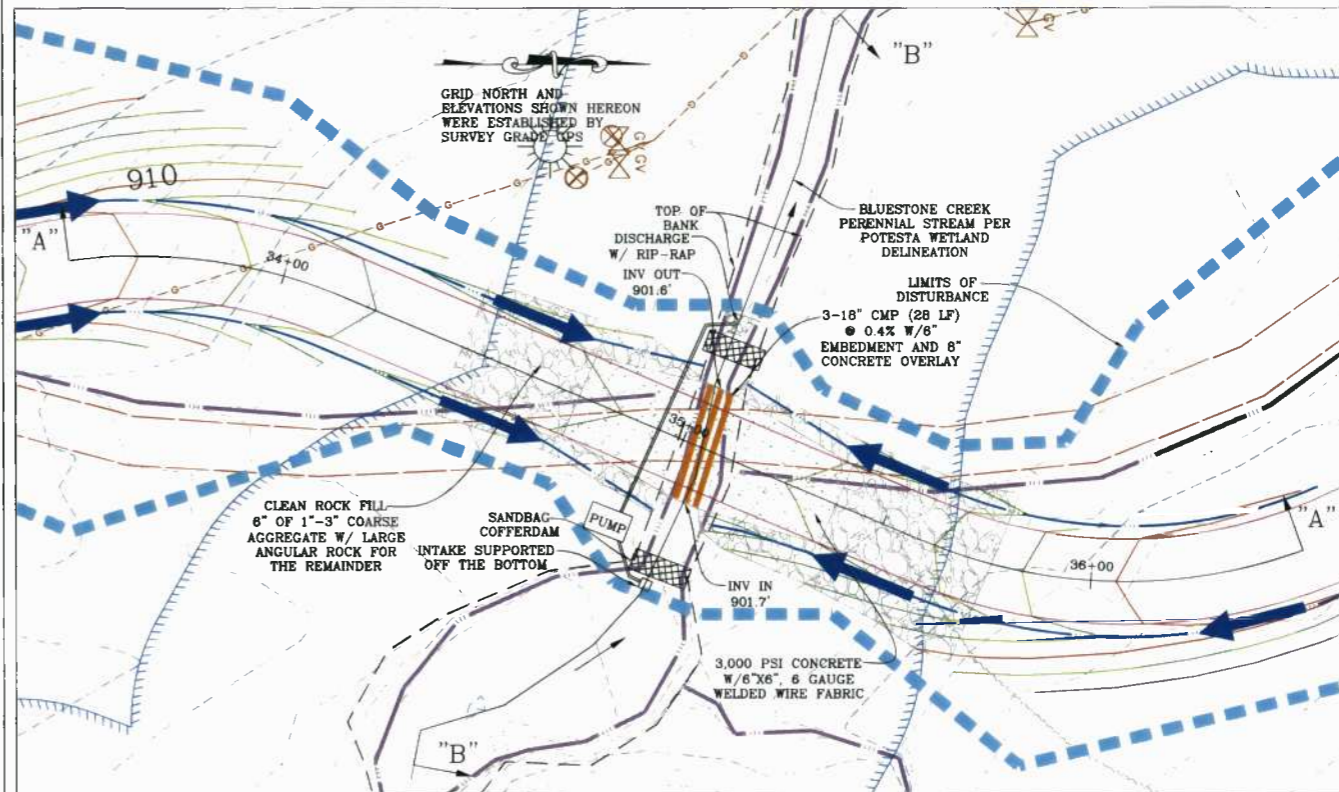 "B"
GV
GRID NORTH AND
ELEVATIONS SHOWN HEREON
WERE ESTABLISHED BY
SURVEY GRADE GPS
GV
GV
910
"A"
34+00
G
G
G
G
G
G
G
TOP OF
BANK
DISCHARGE
W/ RIP-RAP
INV OUT
901.6'
BLUESTONE CREEK
PERENNIAL STREAM PER
POTESTA WETLAND
DELINEATION
LIMITS OF
DISTURBANCE
3-18" CMP (28 LF)
@ 0.4% W/6"
EMBEDMENT AND 8"
CONCRETE OVERLAY
35+00
CLEAN ROCK FILL
6" OF 1"-3" COARSE
AGGREGATE W/ LARGE
ANGULAR ROCK FOR
THE REMAINDER
SANDBAG
COFFERDAM
PUMP
INTAKE SUPPORTED
OFF THE BOTTOM
INV IN
901.7'
"A"
36+00
3,000 PSI CONCRETE
W/6"X6", 6 GAUGE
WELDED WIRE FABRIC
"B"